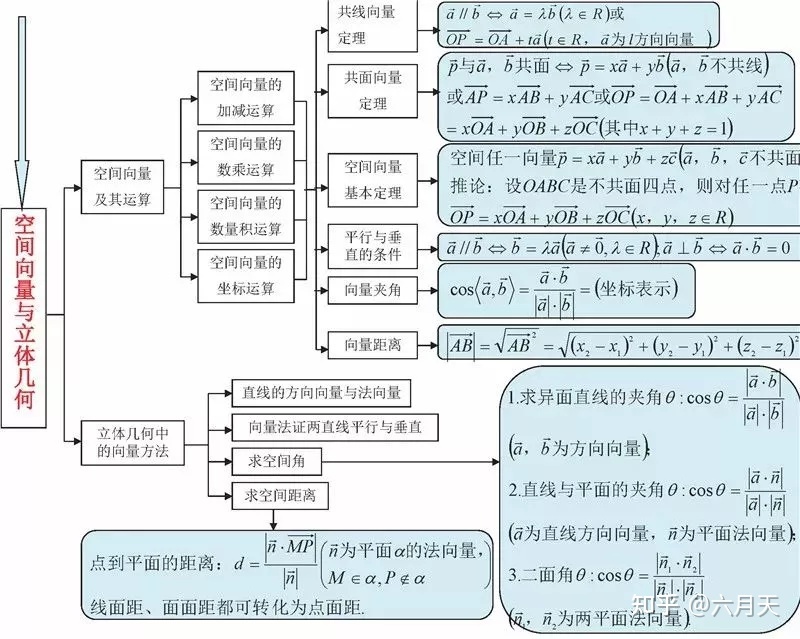 空间向量与立体几何
空间向量
及其运算
空间向量的
加减运算
空间向量的
数乘运算
空间向量的
数量积运算
空间向量的
坐标运算
共线向量
定理
$\vec{a} // \vec{b} \Leftrightarrow \vec{a} = \lambda\vec{b}(\lambda \in R)$或
$\overrightarrow{OP} = \overrightarrow{OA} + t\vec{a}(t \in R，\vec{a}为l方向向量)$
共面向量
定理
$\vec{p}与\vec{a}，\vec{b}共面 \Leftrightarrow \vec{p} = x\vec{a} + y\vec{b}(\vec{a}，\vec{b}不共线)$
或$\overrightarrow{AP} = x\overrightarrow{AB} + y\overrightarrow{AC}$或$\overrightarrow{OP} = \overrightarrow{OA} + x\overrightarrow{AB} + y\overrightarrow{AC}$
$= x\overrightarrow{OA} + y\overrightarrow{OB} + z\overrightarrow{OC}(其中x + y + z = 1)$
空间向量
基本定理
空间任一向量$\vec{p} = x\vec{a} + y\vec{b} + z\vec{c}(\vec{a}，\vec{b}，\vec{c}不共面$
推论：设OABC是不共面四点，则对任一点P
$\overrightarrow{OP} = x\overrightarrow{OA} + y\overrightarrow{OB} + z\overrightarrow{OC}(x，y，z \in R)$
平行与垂
直的条件
$\vec{a} // \vec{b} \Leftrightarrow \vec{b} = \lambda\vec{a}(\vec{a} \neq \vec{0}, \lambda \in R);\vec{a} \perp \vec{b} \Leftrightarrow \vec{a} \cdot \vec{b} = 0$
向量夹角
$\cos\langle\vec{a},\vec{b}\rangle = \frac{\vec{a} \cdot \vec{b}}{|\vec{a}| \cdot |\vec{b}|} = (坐标表示)$
向量距离
$|\overrightarrow{AB}| = \sqrt{\overrightarrow{AB}^2} = \sqrt{(x_2 - x_1)^2 + (y_2 - y_1)^2 + (z_2 - z_1)^2}$
立体几何中
的向量方法
直线的方向向量与法向量
向量法证两直线平行与垂直
求空间角
求空间距离
1.求异面直线的夹角$\theta : \cos\theta = \frac{|\vec{a} \cdot \vec{b}|}{|\vec{a}| \cdot |\vec{b}|}$
$(\vec{a}，\vec{b}为方向向量);$
2.直线与平面的夹角$\theta : \cos\theta = \frac{|\vec{a} \cdot \vec{n}|}{|\vec{a}| \cdot |\vec{n}|}$
$(\vec{a}为直线方向向量，\vec{n}为平面法向量);$
3.二面角$\theta : \cos\theta = \frac{|\vec{n}_1 \cdot \vec{n}_2|}{|\vec{n}_1| \cdot |\vec{n}_2|}$
$(\vec{n}_1，\vec{n}_2为两平面法向量).$
点到平面的距离：$d = \frac{|\vec{n} \cdot \overrightarrow{MP}|}{|\vec{n}|}$ ($\vec{n}$为平面α的法向量，
$M \in \alpha, P \notin \alpha$)
线面距、面面距都可转化为点面距.
知乎 @六月天